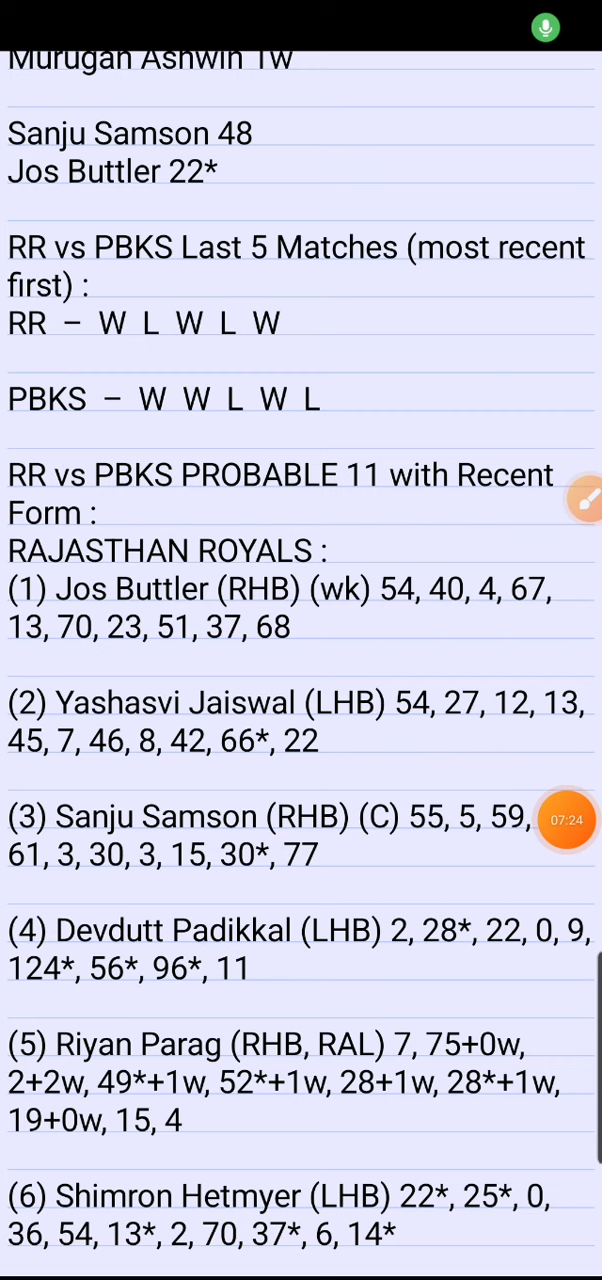 Murugan Ashwin 1w
Sanju Samson 48
Jos Buttler 22*
RR vs PBKS Last 5 Matches (most recent
first) :
RR – W L W L W
PBKS – W W L W L
RR vs PBKS PROBABLE 11 with Recent
Form :
RAJASTHAN ROYALS :
(1) Jos Buttler (RHB) (wk) 54, 40, 4, 67,
13, 70, 23, 51, 37, 68
(2) Yashasvi Jaiswal (LHB) 54, 27, 12, 13,
45, 7, 46, 8, 42, 66*, 22
(3) Sanju Samson (RHB) (C) 55, 5, 59,
07:24
61, 3, 30, 3, 15, 30*, 77
(4) Devdutt Padikkal (LHB) 2, 28*, 22, 0, 9,
124*, 56*, 96*, 11
(5) Riyan Parag (RHB, RAL) 7, 75+0w,
2+2w, 49*+1w, 52*+1w, 28+1w, 28*+1w,
19+0w, 15, 4
(6) Shimron Hetmyer (LHB) 22*, 25*, 0,
36, 54, 13*, 2, 70, 37*, 6, 14*